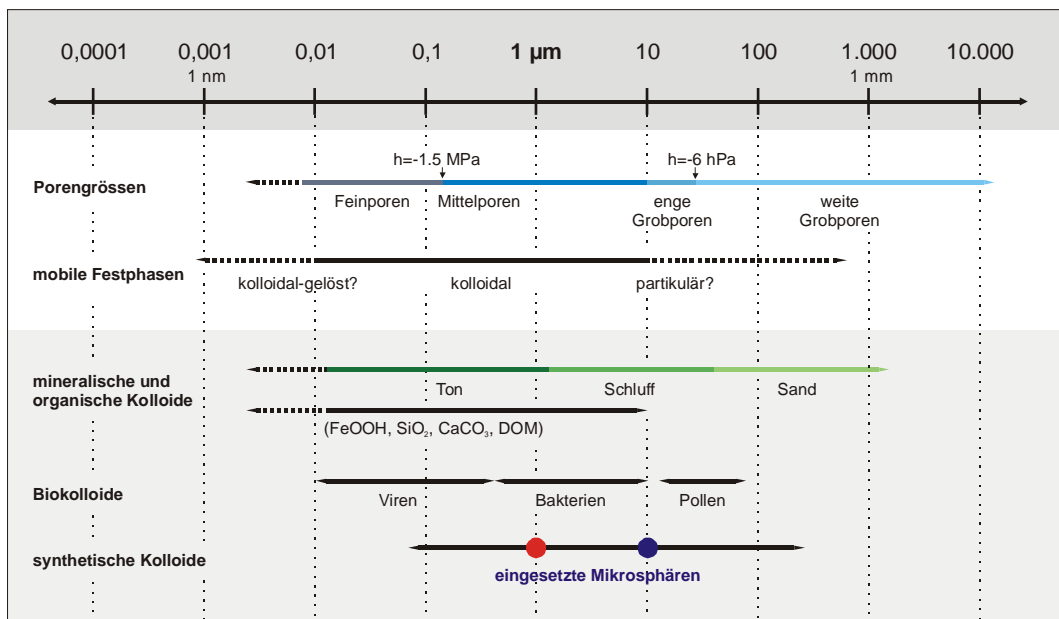 0,0001 0,001 0,01 0,1 1 µm 10 100 1.000 10.000
1 nm 1 mm
h=-1.5 MPa h=-6 hPa
Porengrössen
Feinporen Mittelporen enge weite
Grobporen Grobporen
mobile Festphasen
kolloidal-gelöst? kolloidal partikulär?
mineralische und
organische Kolloide
Ton Schluff Sand
(FeOOH, SiO₂, CaCO₃, DOM)
Biokolloide
Viren Bakterien Pollen
synthetische Kolloide
eingesetzte Mikrosphären